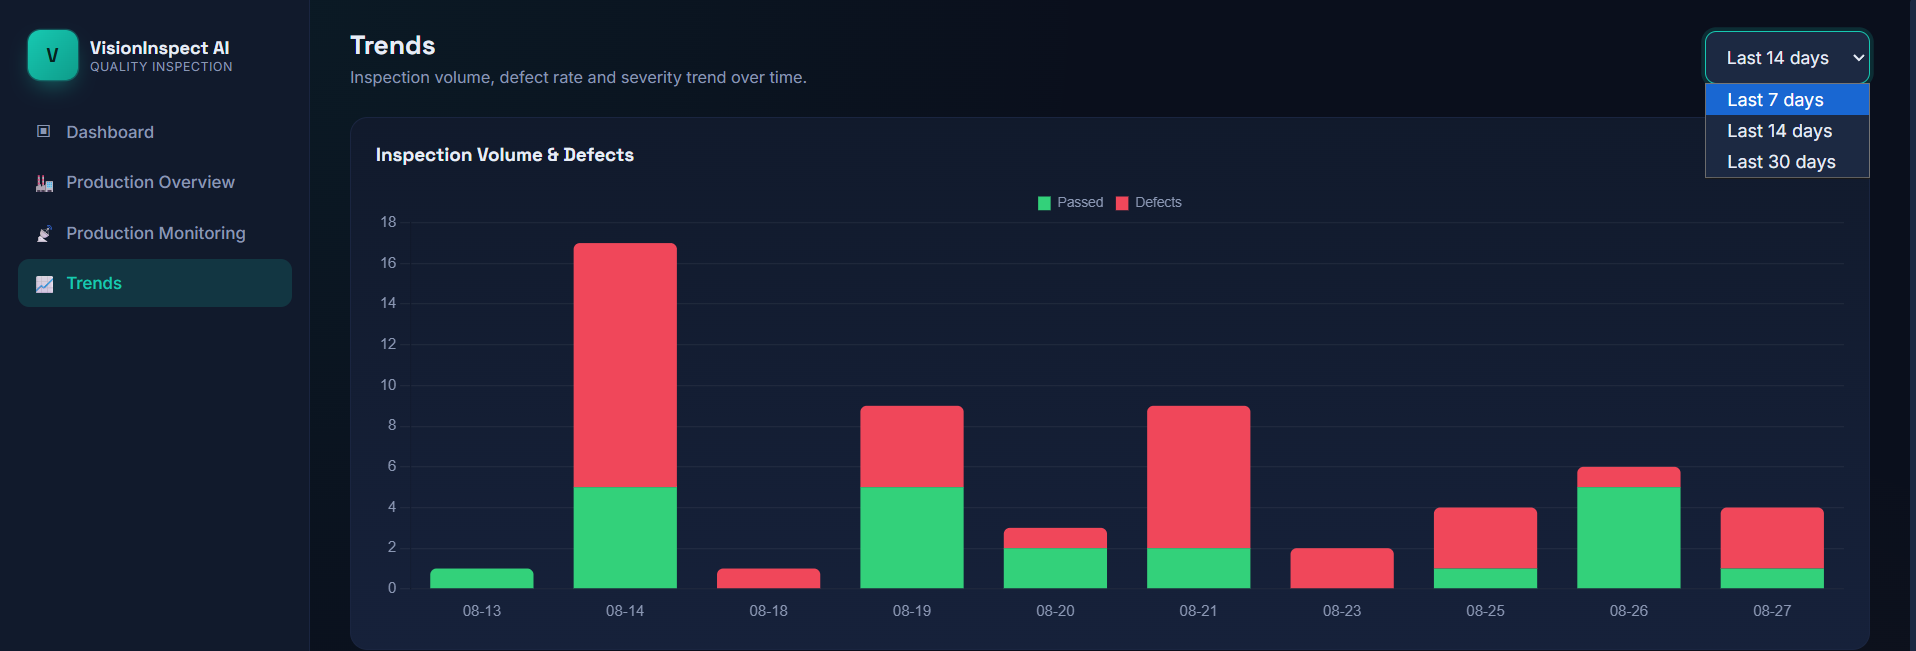 V
VisionInspect AI
QUALITY INSPECTION
Dashboard
Production Overview
Production Monitoring
Trends
Trends
Inspection volume, defect rate and severity trend over time.
Last 14 days
Last 7 days
Last 14 days
Last 30 days
Inspection Volume & Defects
Passed Defects
18
16
14
12
10
8
6
4
2
0
08-13 08-14 08-18 08-19 08-20 08-21 08-23 08-25 08-26 08-27